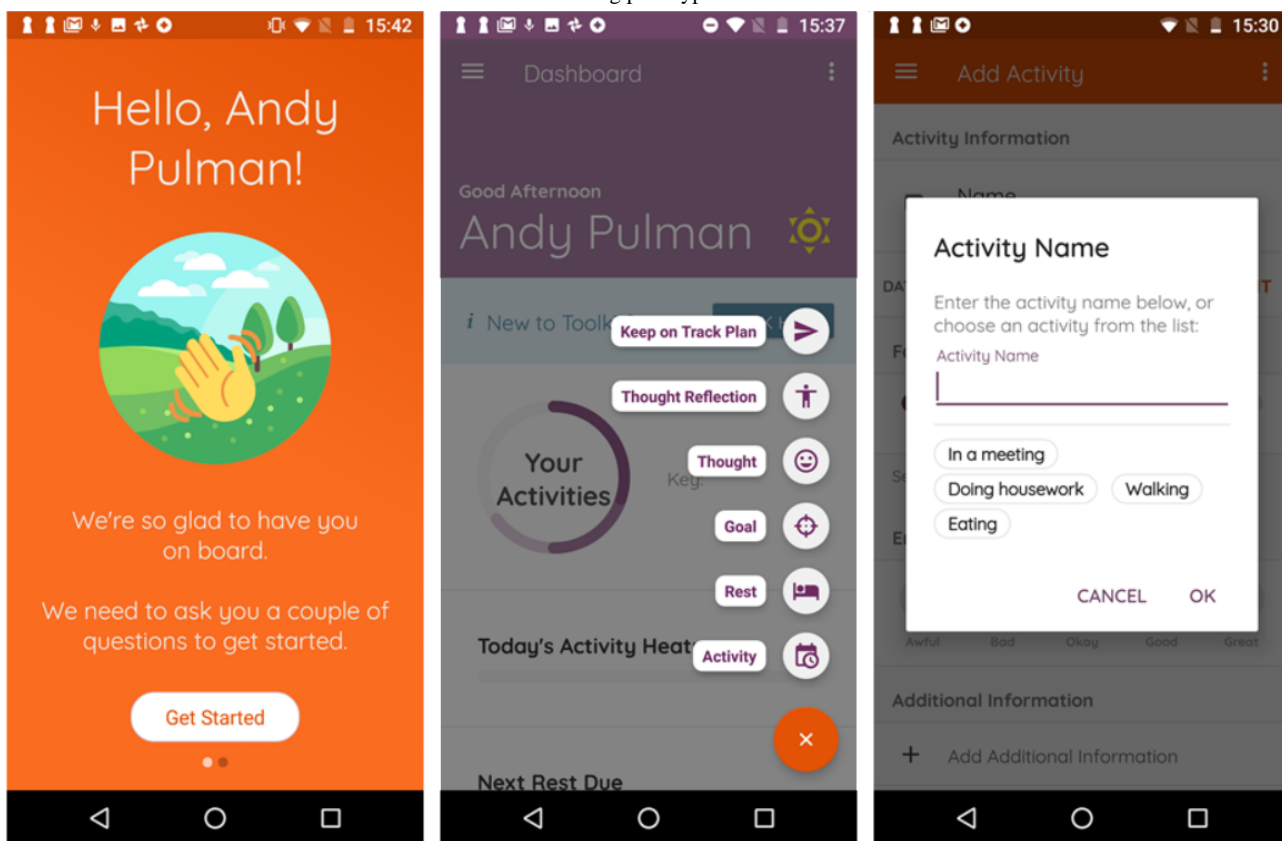 15:42
Hello, Andy
Pulman!
We're so glad to have you
on board.
We need to ask you a couple of
questions to get started.
Get Started
15:37
Dashboard
Good Afternoon
Andy Pulman
i New to
Keep on Track Plan
Thought Reflection
Your
Activities
Key:
Thought
Goal
Rest
Today's Activity
Activity
Next Rest Due
15:30
Add Activity
Activity Information
Name
Activity Name
Enter the activity name below, or
choose an activity from the list:
Activity Name
In a meeting
Doing housework Walking
Eating
CANCEL OK
Awful Bad Okay Good Great
Additional Information
+ Add Additional Information